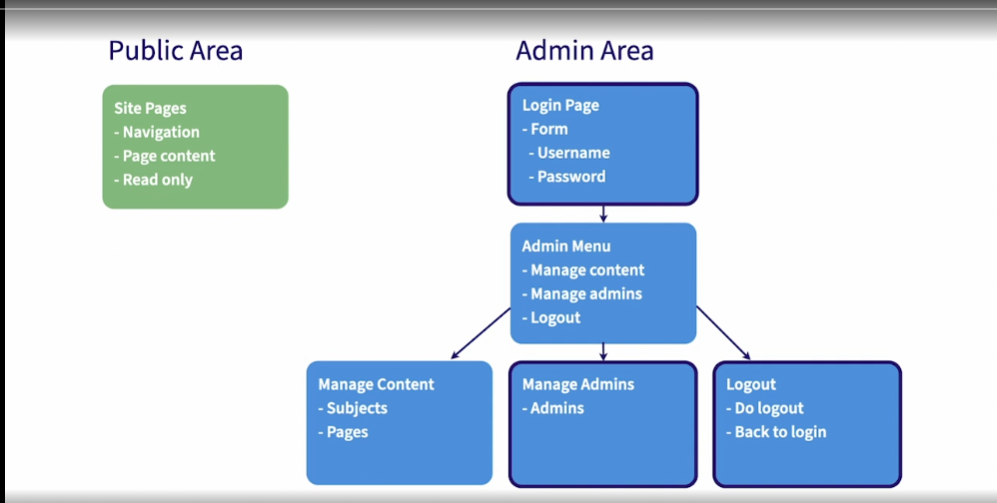 Public Area
Admin Area
Site Pages
- Navigation
- Page content
- Read only
Login Page
- Form
- Username
- Password
Admin Menu
- Manage content
- Manage admins
- Logout
Manage Content
- Subjects
- Pages
Manage Admins
- Admins
Logout
- Do logout
- Back to login